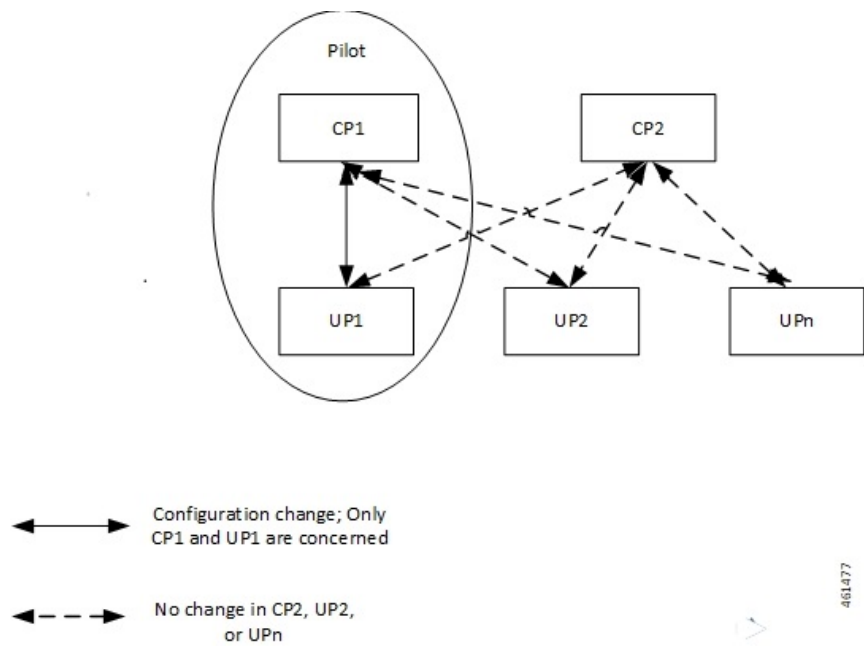 Pilot
CP1
CP2
UP1
UP2
UPn
Configuration change; Only
CP1 and UP1 are concerned
No change in CP2, UP2,
or UPn
461477